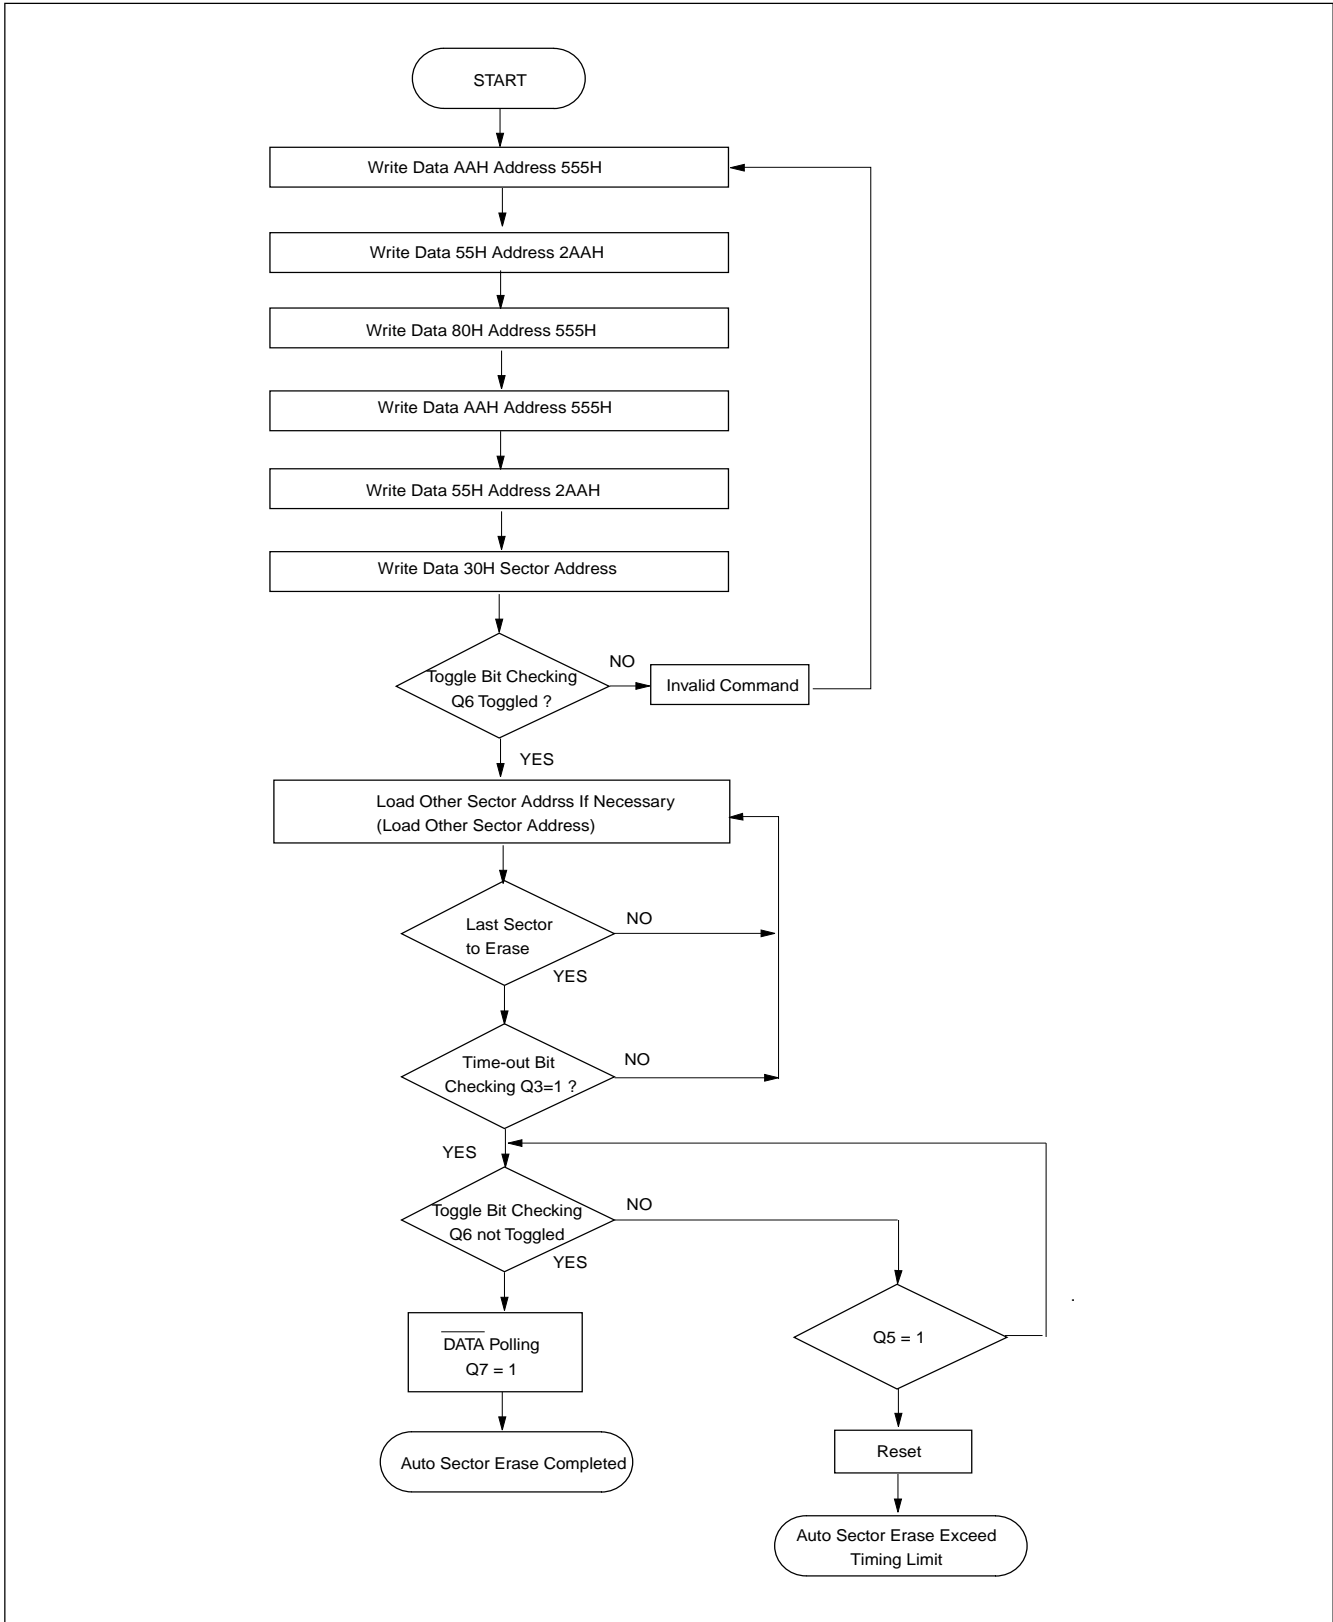 START
Write Data AAH Address 555H
Write Data 55H Address 2AAH
Write Data 80H Address 555H
Write Data AAH Address 555H
Write Data 55H Address 2AAH
Write Data 30H Sector Address
Toggle Bit Checking
Q6 Toggled ?
NO
Invalid Command
YES
Load Other Sector Addrss If Necessary
(Load Other Sector Address)
Last Sector
to Erase
NO
YES
Time-out Bit
Checking Q3=1 ?
NO
YES
Toggle Bit Checking
Q6 not Toggled
NO
YES
DATA Polling
Q7 = 1
Q5 = 1
Auto Sector Erase Completed
Reset
Auto Sector Erase Exceed
Timing Limit